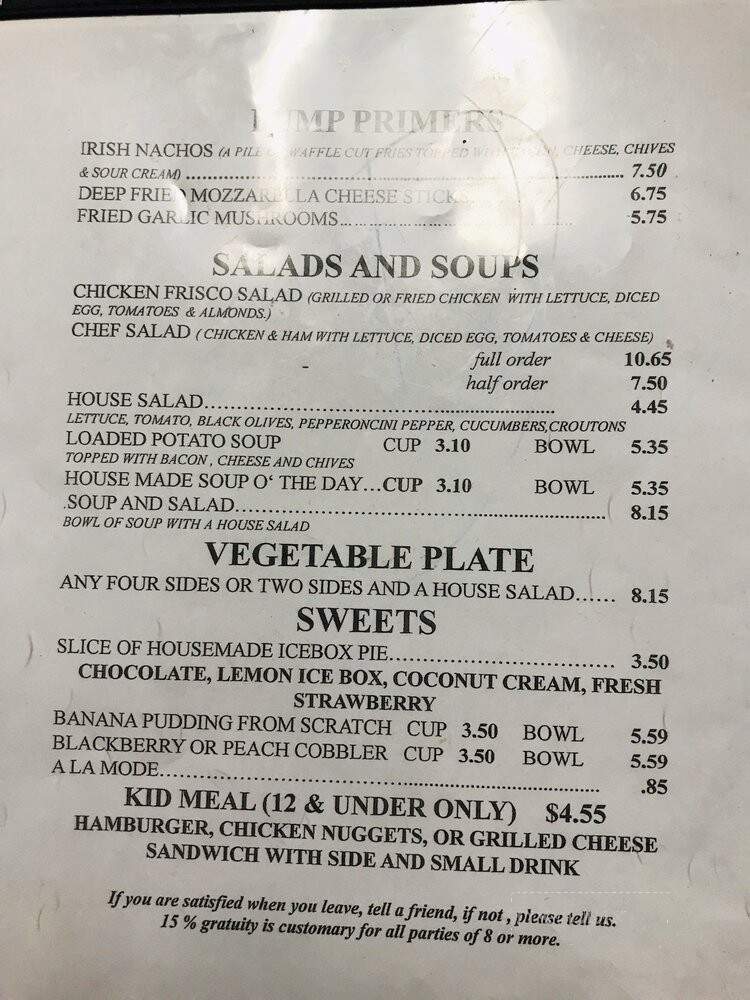 PRIMERS
IRISH NACHOS (A PILE WAFFLE CUT FRIES TOPPED CHEESE, CHIVES
& SOUR CREAM) ........ 7.50
DEEP FRIED MOZZARELLA CHEESE STICKS 6.75
FRIED GARLIC MUSHROOMS........ 5.75
SALADS AND SOUPS
CHICKEN FRISCO SALAD (GRILLED OR FRIED CHICKEN WITH LETTUCE, DICED
EGG, TOMATOES & ALMONDS.)
CHEF SALAD (CHICKEN & HAM WITH LETTUCE, DICED EGG, TOMATOES & CHEESE)
full order 10.65
half order 7.50
HOUSE SALAD........ 4.45
LETTUCE, TOMATO, BLACK OLIVES, PEPPERONCINI PEPPER, CUCUMBERS,CROUTONS
LOADED POTATO SOUP CUP 3.10 BOWL 5.35
TOPPED WITH BACON , CHEESE AND CHIVES
HOUSE MADE SOUP O' THE DAY...CUP 3.10 BOWL 5.35
.SOUP AND SALAD........ 8.15
BOWL OF SOUP WITH A HOUSE SALAD
VEGETABLE PLATE
ANY FOUR SIDES OR TWO SIDES AND A HOUSE SALAD...... 8.15
SWEETS
SLICE OF HOUSEMADE ICEBOX PIE........ 3.50
CHOCOLATE, LEMON ICE BOX, COCONUT CREAM, FRESH
STRAWBERRY
BANANA PUDDING FROM SCRATCH CUP 3.50 BOWL 5.59
BLACKBERRY OR PEACH COBBLER CUP 3.50 BOWL 5.59
A LA MODE........ .85
KID MEAL (12 & UNDER ONLY) $4.55
HAMBURGER, CHICKEN NUGGETS, OR GRILLED CHEESE
SANDWICH WITH SIDE AND SMALL DRINK
If you are satisfied when you leave, tell a friend, if not , please tell us.
15 % gratuity is customary for all parties of 8 or more.